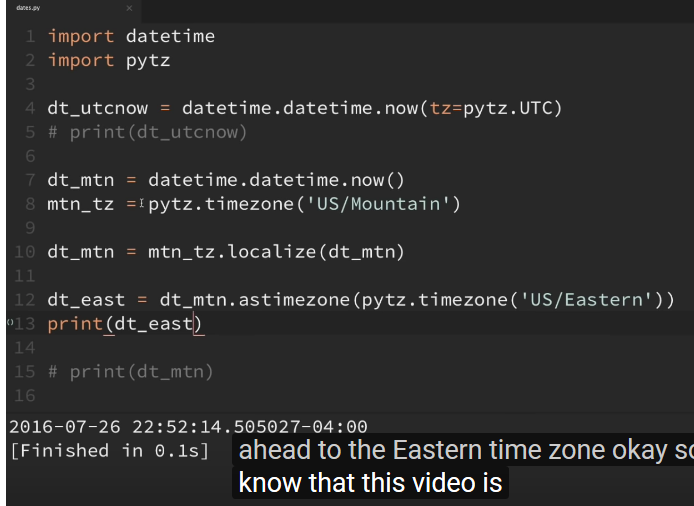 dates.py ×
1 import datetime
2 import pytz
3
4 dt_utcnow = datetime.datetime.now(tz=pytz.UTC)
5 # print(dt_utcnow)
6
7 dt_mtn = datetime.datetime.now()
8 mtn_tz = pytz.timezone('US/Mountain')
9
10 dt_mtn = mtn_tz.localize(dt_mtn)
11
12 dt_east = dt_mtn.astimezone(pytz.timezone('US/Eastern'))
13 print(dt_east)
14
15 # print(dt_mtn)
16
2016-07-26 22:52:14.505027-04:00
[Finished in 0.1s]
ahead to the Eastern time zone okay so
know that this video is